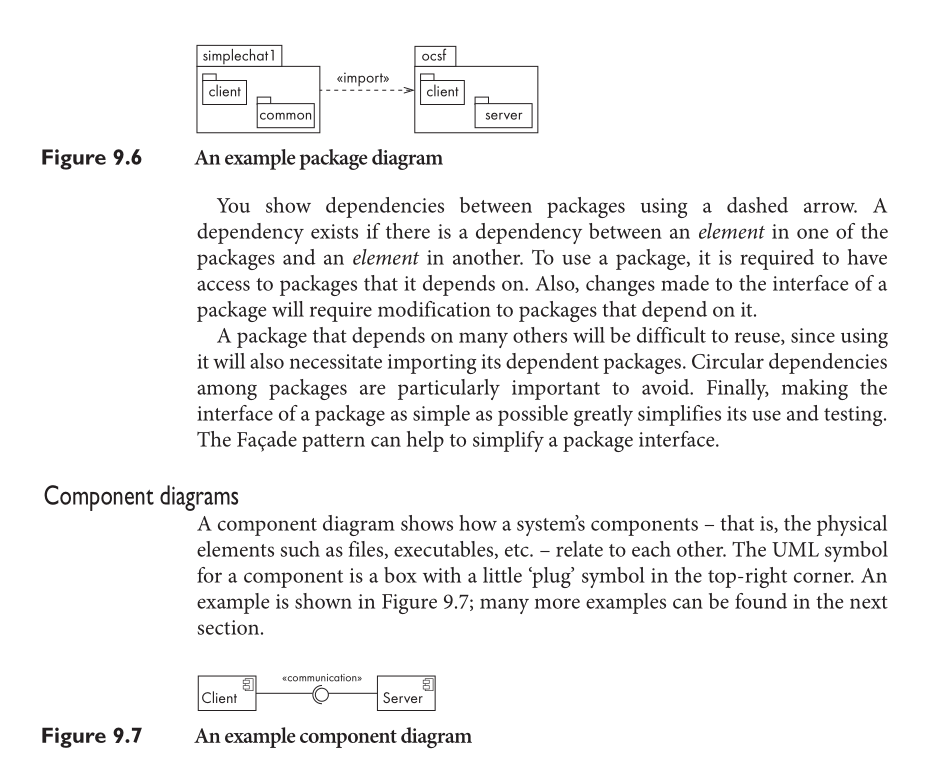 simplechat1
ocsf
«import»
client
client
common
server
Figure 9.6 An example package diagram
You show dependencies between packages using a dashed arrow. A
dependency exists if there is a dependency between an element in one of the
packages and an element in another. To use a package, it is required to have
access to packages that it depends on. Also, changes made to the interface of a
package will require modification to packages that depend on it.
A package that depends on many others will be difficult to reuse, since using
it will also necessitate importing its dependent packages. Circular dependencies
among packages are particularly important to avoid. Finally, making the
interface of a package as simple as possible greatly simplifies its use and testing.
The Façade pattern can help to simplify a package interface.
Component diagrams
A component diagram shows how a system’s components – that is, the physical
elements such as files, executables, etc. – relate to each other. The UML symbol
for a component is a box with a little ‘plug’ symbol in the top-right corner. An
example is shown in Figure 9.7; many more examples can be found in the next
section.
«communication»
Client
Server
Figure 9.7 An example component diagram